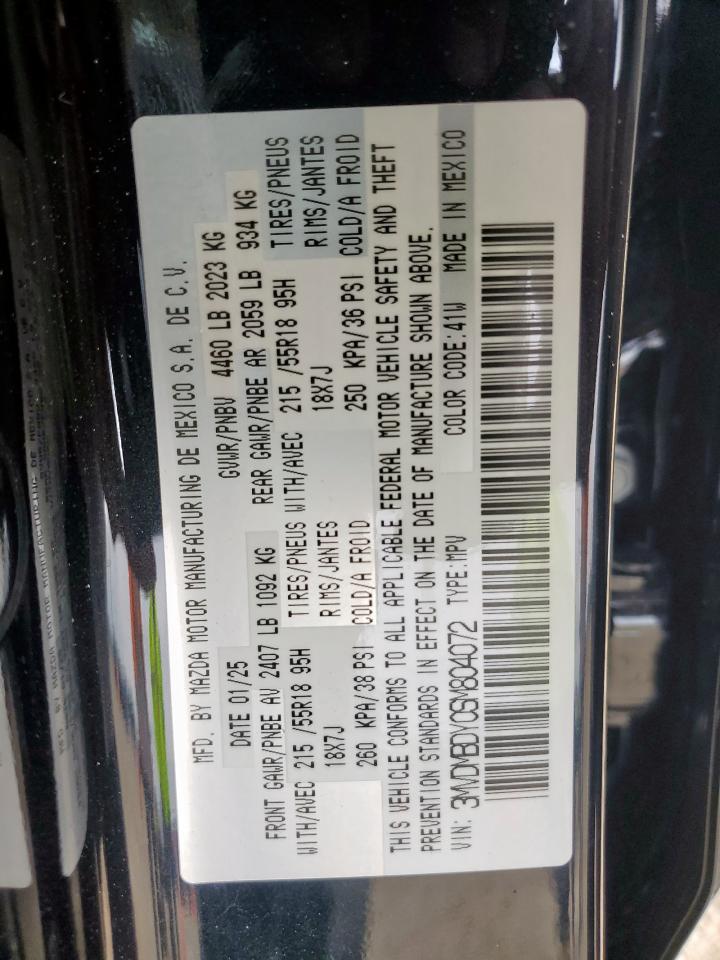 MFD. BY MAZDA MOTOR MANUFACTURING DE MEXICO S.A. DE C.V.
DATE 01/25 GVWR/PNBV 4460 LB 2023 KG
FRONT GAWR/PNBE AV 2407 LB 1092 KG REAR GAWR/PNBE AR 2059 LB 934 KG
WITH/AVEC 215 /55R18 95H TIRES/PNEUS WITH/AVEC 215 /55R18 95H TIRES/PNEUS
18X7J RIMS/JANTES 18X7J RIMS/JANTES
260 KPA/38 PSI COLD/A FROID 250 KPA/36 PSI COLD/A FROID
THIS VEHICLE CONFORMS TO ALL APPLICABLE FEDERAL MOTOR VEHICLE SAFETY AND THEFT
PREVENTION STANDARDS IN EFFECT ON THE DATE OF MANUFACTURE SHOWN ABOVE.
VIN: 3MVDMBDY0SM804072 TYPE:MPV COLOR CODE:41W MADE IN MEXICO